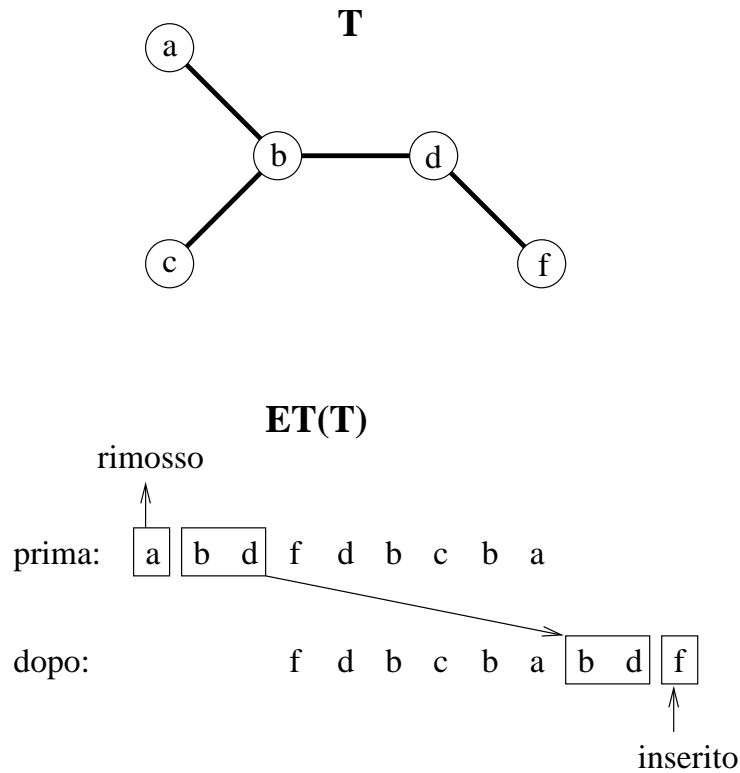 T
a
b d
c f
ET(T)
rimosso
prima: a b d f d b c b a
dopo: f d b c b a b d f
inserito